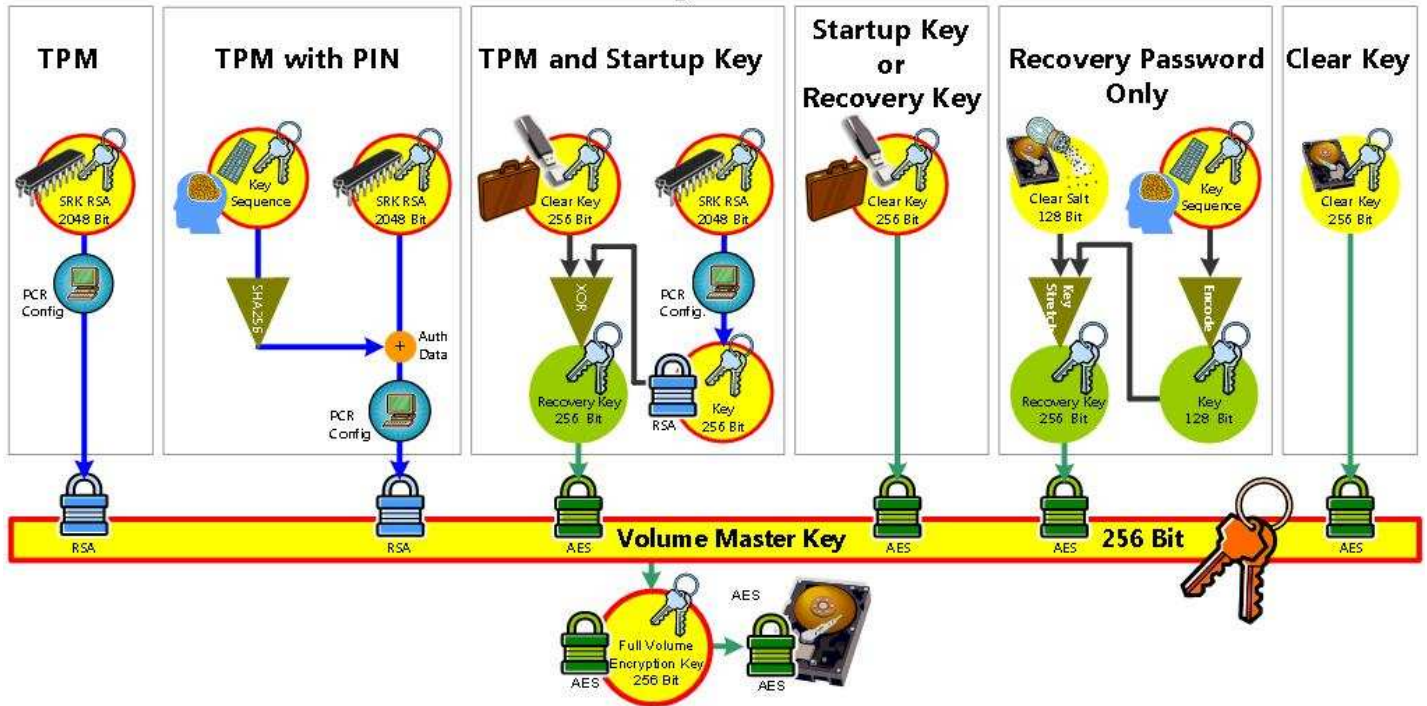 TPM
TPM with PIN
TPM and Startup Key
Startup Key
or
Recovery Key
Recovery Password
Only
Clear Key
SRK RSA
2048 Bit
PCR
Config
Key
Sequence
SRK RSA
2048 Bit
SHA256
+
Auth
Data
PCR
Config
Clear Key
256 Bit
SRK RSA
2048 Bit
XOR
PCR
Config.
Recovery Key
256 Bit
RSA
Key
256 Bit
Clear Key
256 Bit
Clear Salt
128 Bit
Key
Sequence
Key
Stretch
Encode
Recovery Key
256 Bit
Key
128 Bit
Clear Key
256 Bit
RSA
RSA
AES
Volume Master Key
AES
AES
256 Bit
AES
AES
Full Volume
Encryption Key
256 Bit
AES
AES